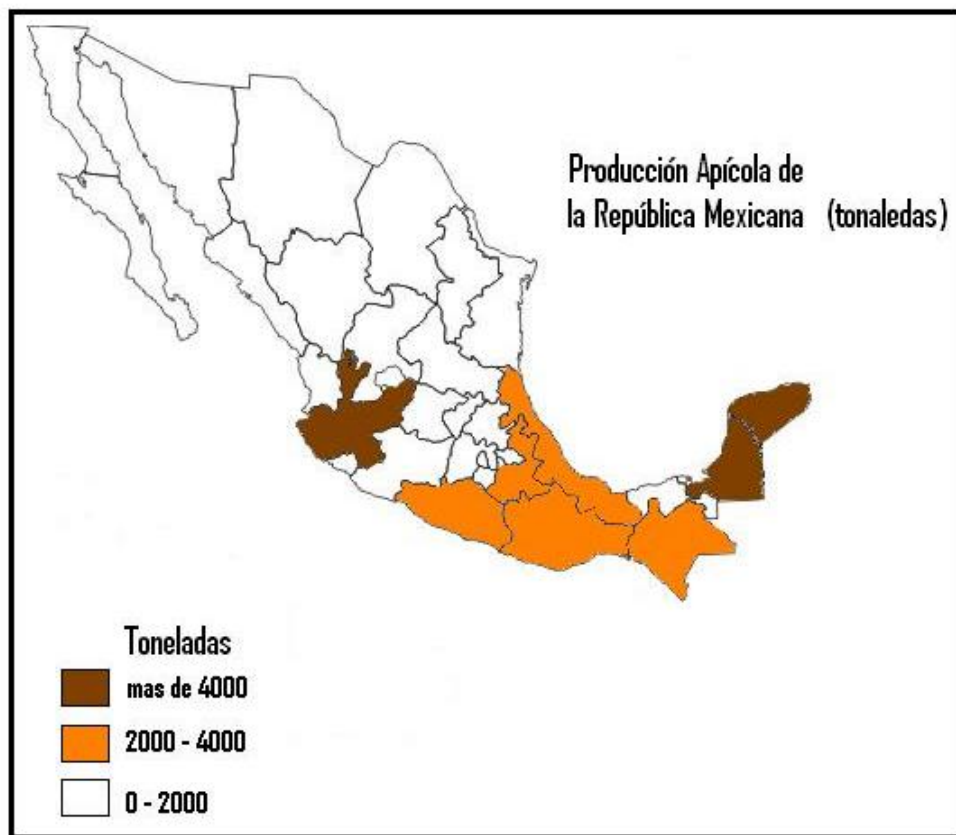 Producción Apícola de
la República Mexicana (tonaledas)
Toneladas
mas de 4000
2000 - 4000
0 - 2000